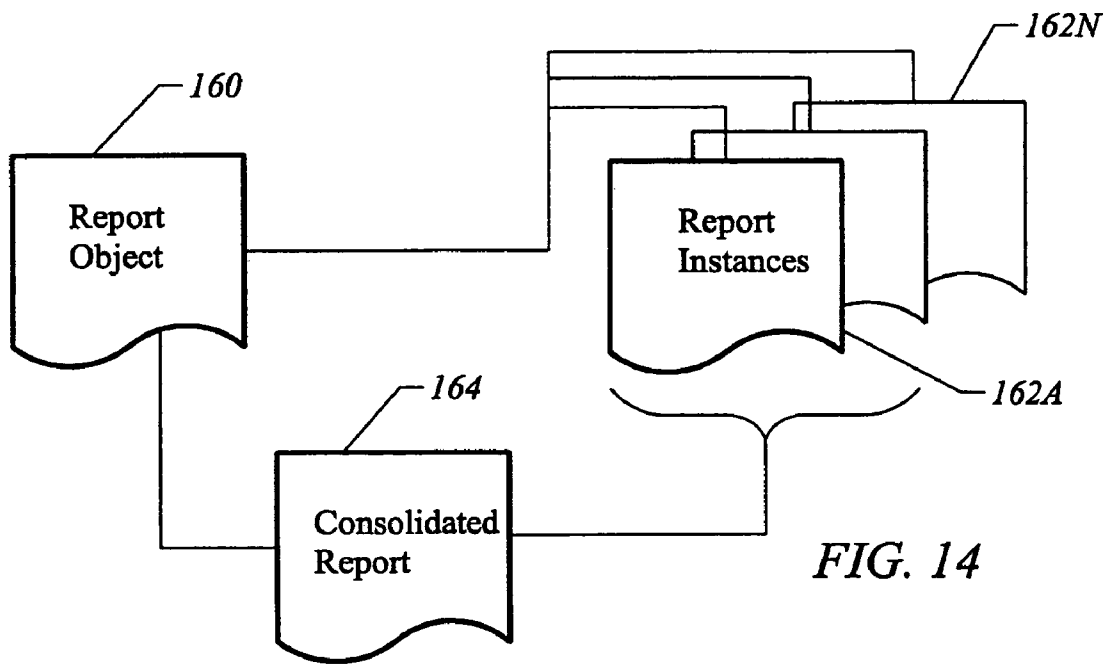 162N
160
Report
Object
Report
Instances
164
162A
Consolidated
Report
FIG. 14